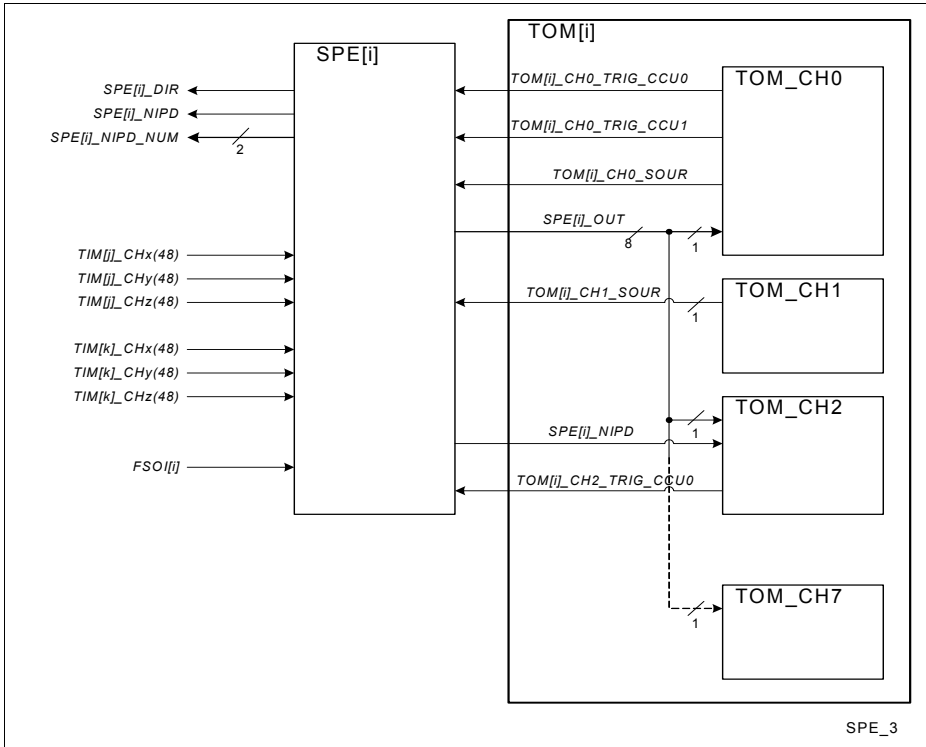 TOM[i]
SPE[i]
TOM_CH0
TOM[i]_CH0_TRIG_CCU0
SPE[i]_DIR
SPE[i]_NIPD
TOM[i]_CH0_TRIG_CCU1
SPE[i]_NIPD_NUM
2
TOM[i]_CH0_SOUR
SPE[i]_OUT
8
1
TIM[j]_CHx(48)
TIM[j]_CHy(48)
TIM[j]_CHz(48)
TOM_CH1
TOM[i]_CH1_SOUR
1
TIM[k]_CHx(48)
TIM[k]_CHy(48)
TIM[k]_CHz(48)
TOM_CH2
1
SPE[i]_NIPD
FSOI[i]
TOM[i]_CH2_TRIG_CCU0
TOM_CH7
1
SPE_3